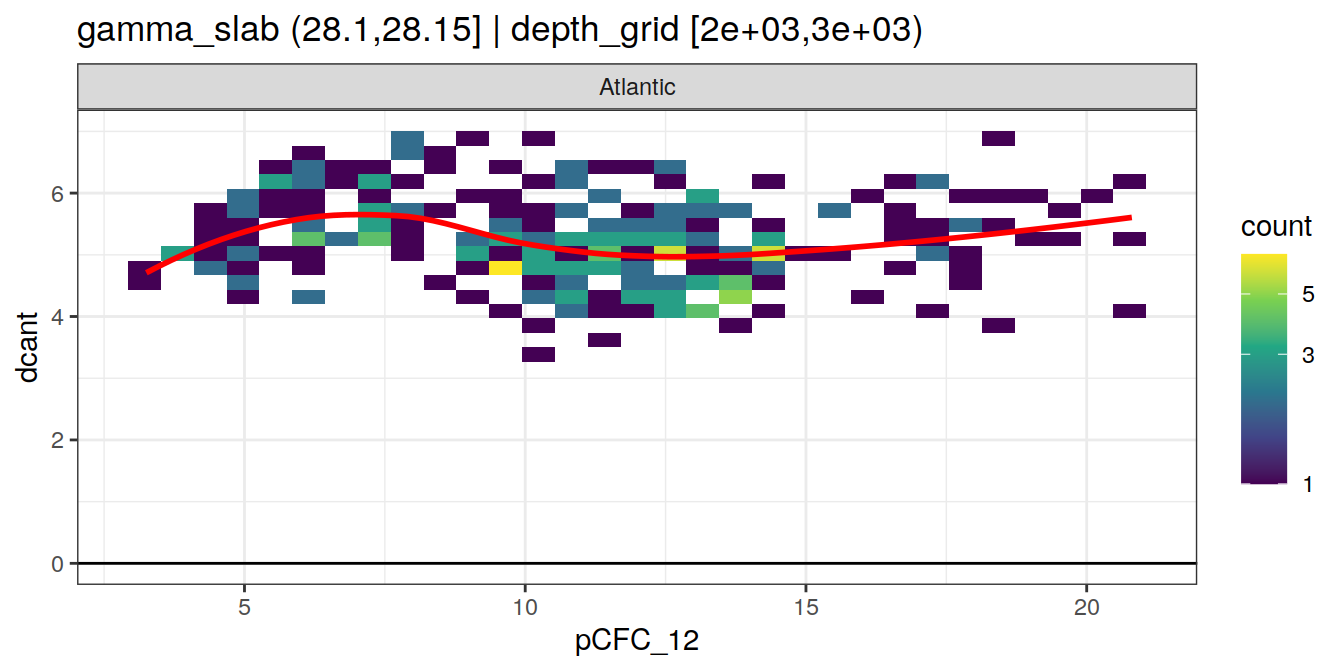 gamma_slab (28.1,28.15] | depth_grid [2e+03,3e+03)
Atlantic
dcant
6
4
2
0
5
10
15
20
pCFC_12
count
5
3
1